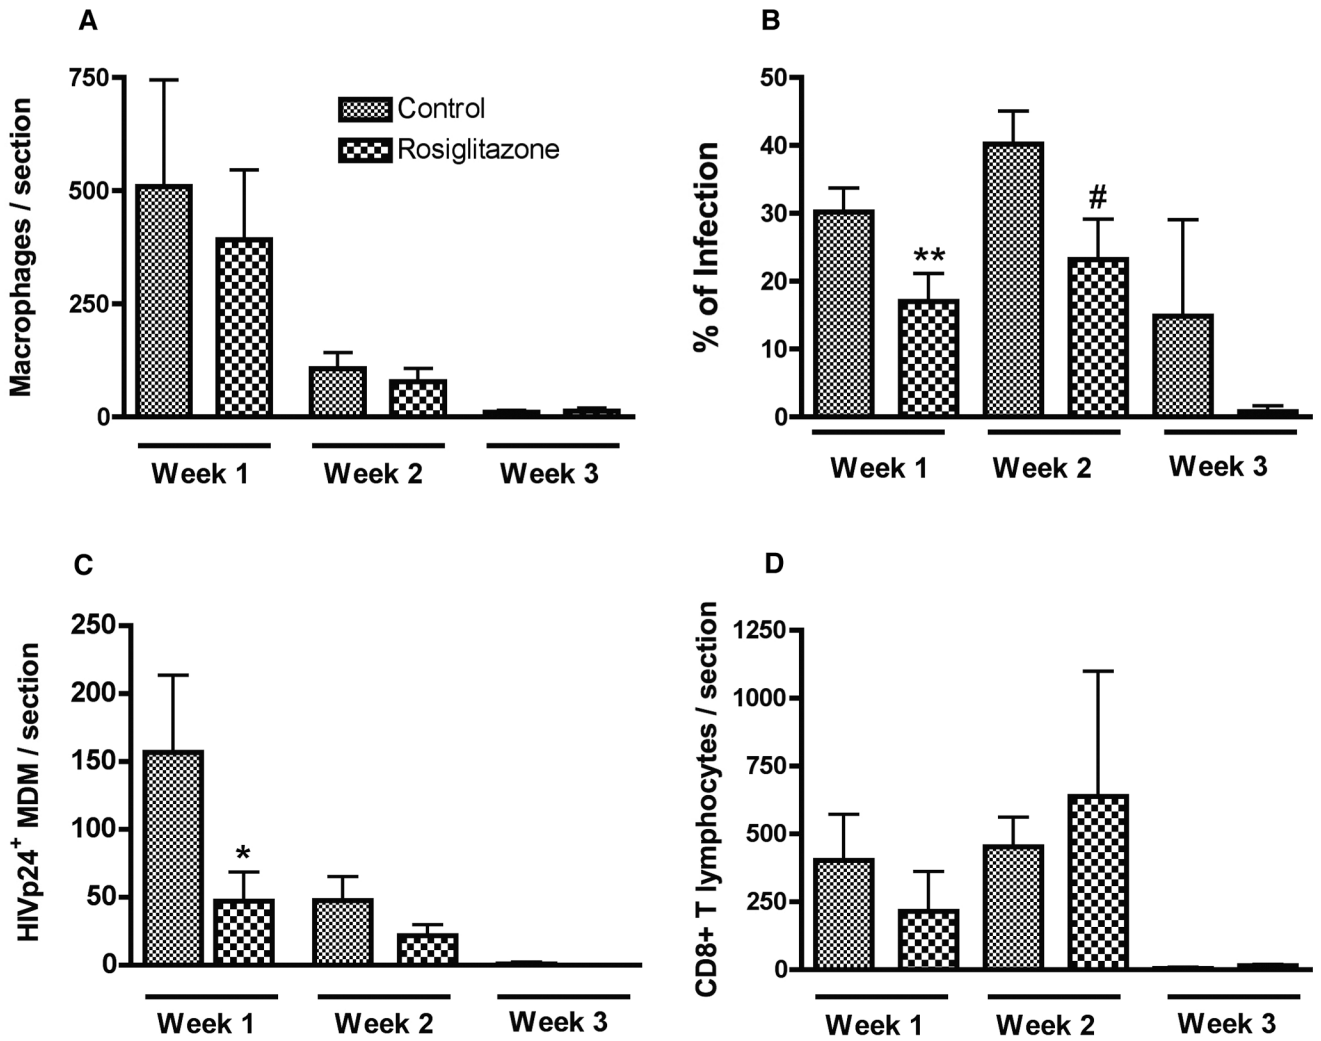 A
Macrophages / section
750
500
250
0
Control
Rosiglitazone
Week 1
Week 2
Week 3
B
% of Infection
50
40
30
20
10
0
**
#
Week 1
Week 2
Week 3
C
HIVp24+ MDM / section
250
200
150
100
50
0
*
Week 1
Week 2
Week 3
D
CD8+ T lymphocytes / section
1250
1000
750
500
250
0
Week 1
Week 2
Week 3